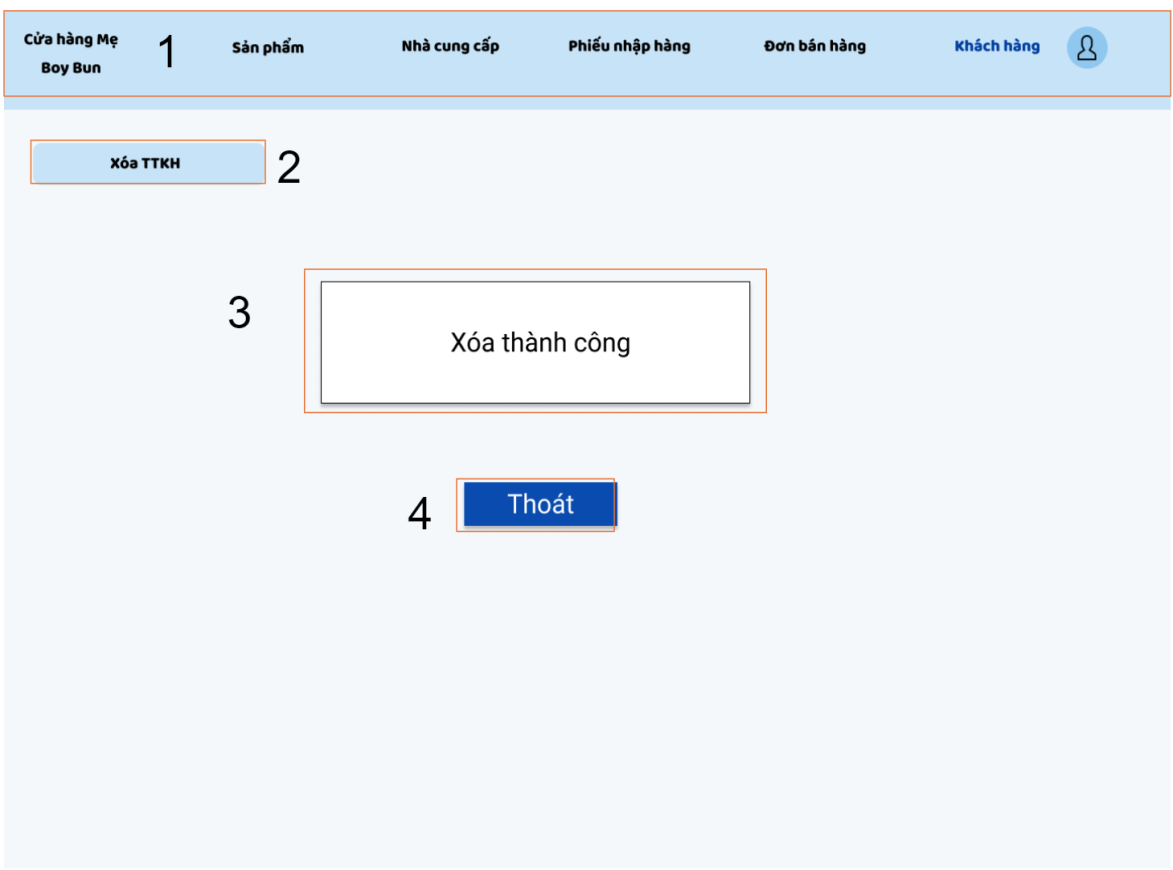 Cửa hàng Mẹ
Boy Bun
1
Sản phẩm
Nhà cung cấp
Phiếu nhập hàng
Đơn bán hàng
Khách hàng
Xóa TTKH
2
3
Xóa thành công
4
Thoát